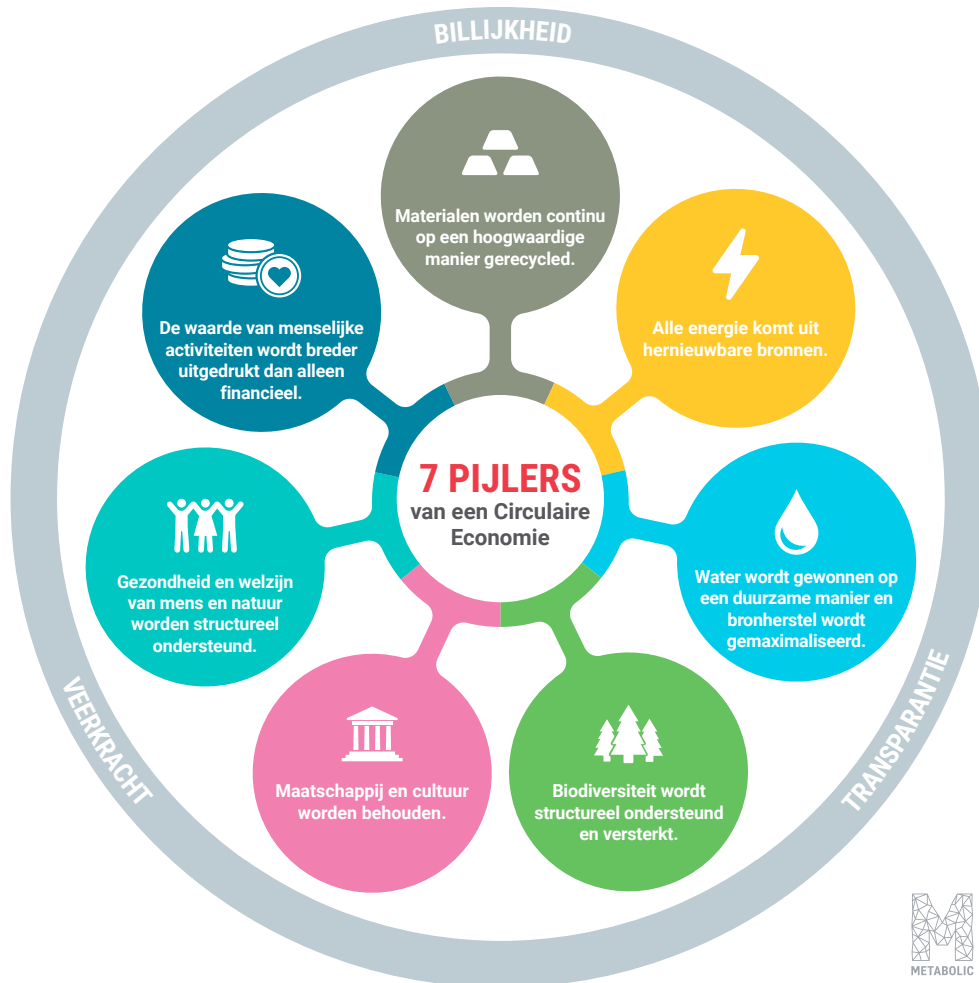 BILLIJKHEID
Materialen worden continu
op een hoogwaardige
manier gerecycled.
Alle energie komt uit
hernieuwbare bronnen.
Water wordt gewonnen op
een duurzame manier en
bronherstel wordt
gemaximaliseerd.
Biodiversiteit wordt
structureel ondersteund
en versterkt.
Maatschappij en cultuur
worden behouden.
Gezondheid en welzijn
van mens en natuur
worden structureel
ondersteund.
De waarde van menselijke
activiteiten wordt breder
uitgedrukt dan alleen
financieel.
7 PIJLERS
van een Circulaire
Economie
TRANSPARANTIE
VEERKRACHT
METABOLIC